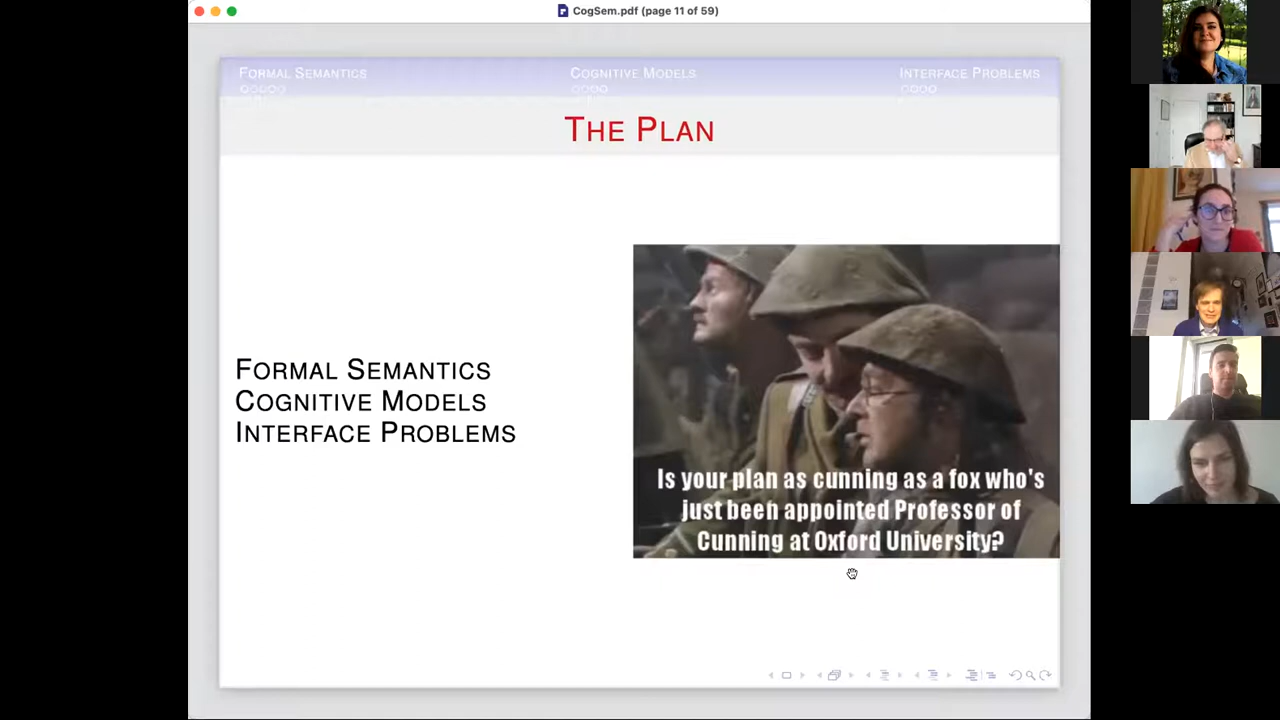 CogSem.pdf (page 11 of 59)
FORMAL SEMANTICS COGNITIVE MODELS INTERFACE PROBLEMS
THE PLAN
FORMAL SEMANTICS
COGNITIVE MODELS
INTERFACE PROBLEMS
Is your plan as cunning as a fox who's
just been appointed Professor of
Cunning at Oxford University?